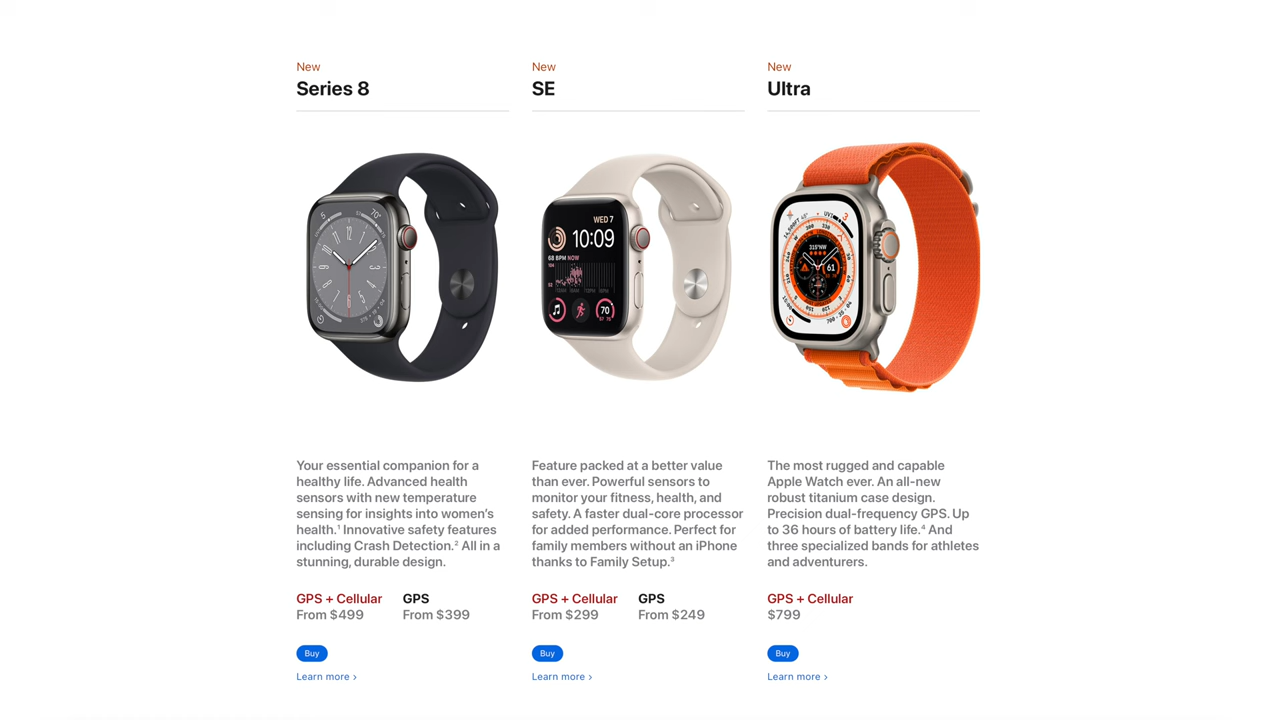 New
Series 8
New
SE
New
Ultra
70°
WED 7
10:09
68 BPM NOW
70
UVI
3
315°NW
61
Your essential companion for a
healthy life. Advanced health
sensors with new temperature
sensing for insights into women's
health.¹ Innovative safety features
including Crash Detection.² All in a
stunning, durable design.
GPS + Cellular
From $499
GPS
From $399
Buy
Learn more ›
Feature packed at a better value
than ever. Powerful sensors to
monitor your fitness, health, and
safety. A faster dual-core processor
for added performance. Perfect for
family members without an iPhone
thanks to Family Setup.³
GPS + Cellular
From $299
GPS
From $249
Buy
Learn more ›
The most rugged and capable
Apple Watch ever. An all-new
robust titanium case design.
Precision dual-frequency GPS. Up
to 36 hours of battery life.⁴ And
three specialized bands for athletes
and adventurers.
GPS + Cellular
$799
Buy
Learn more ›